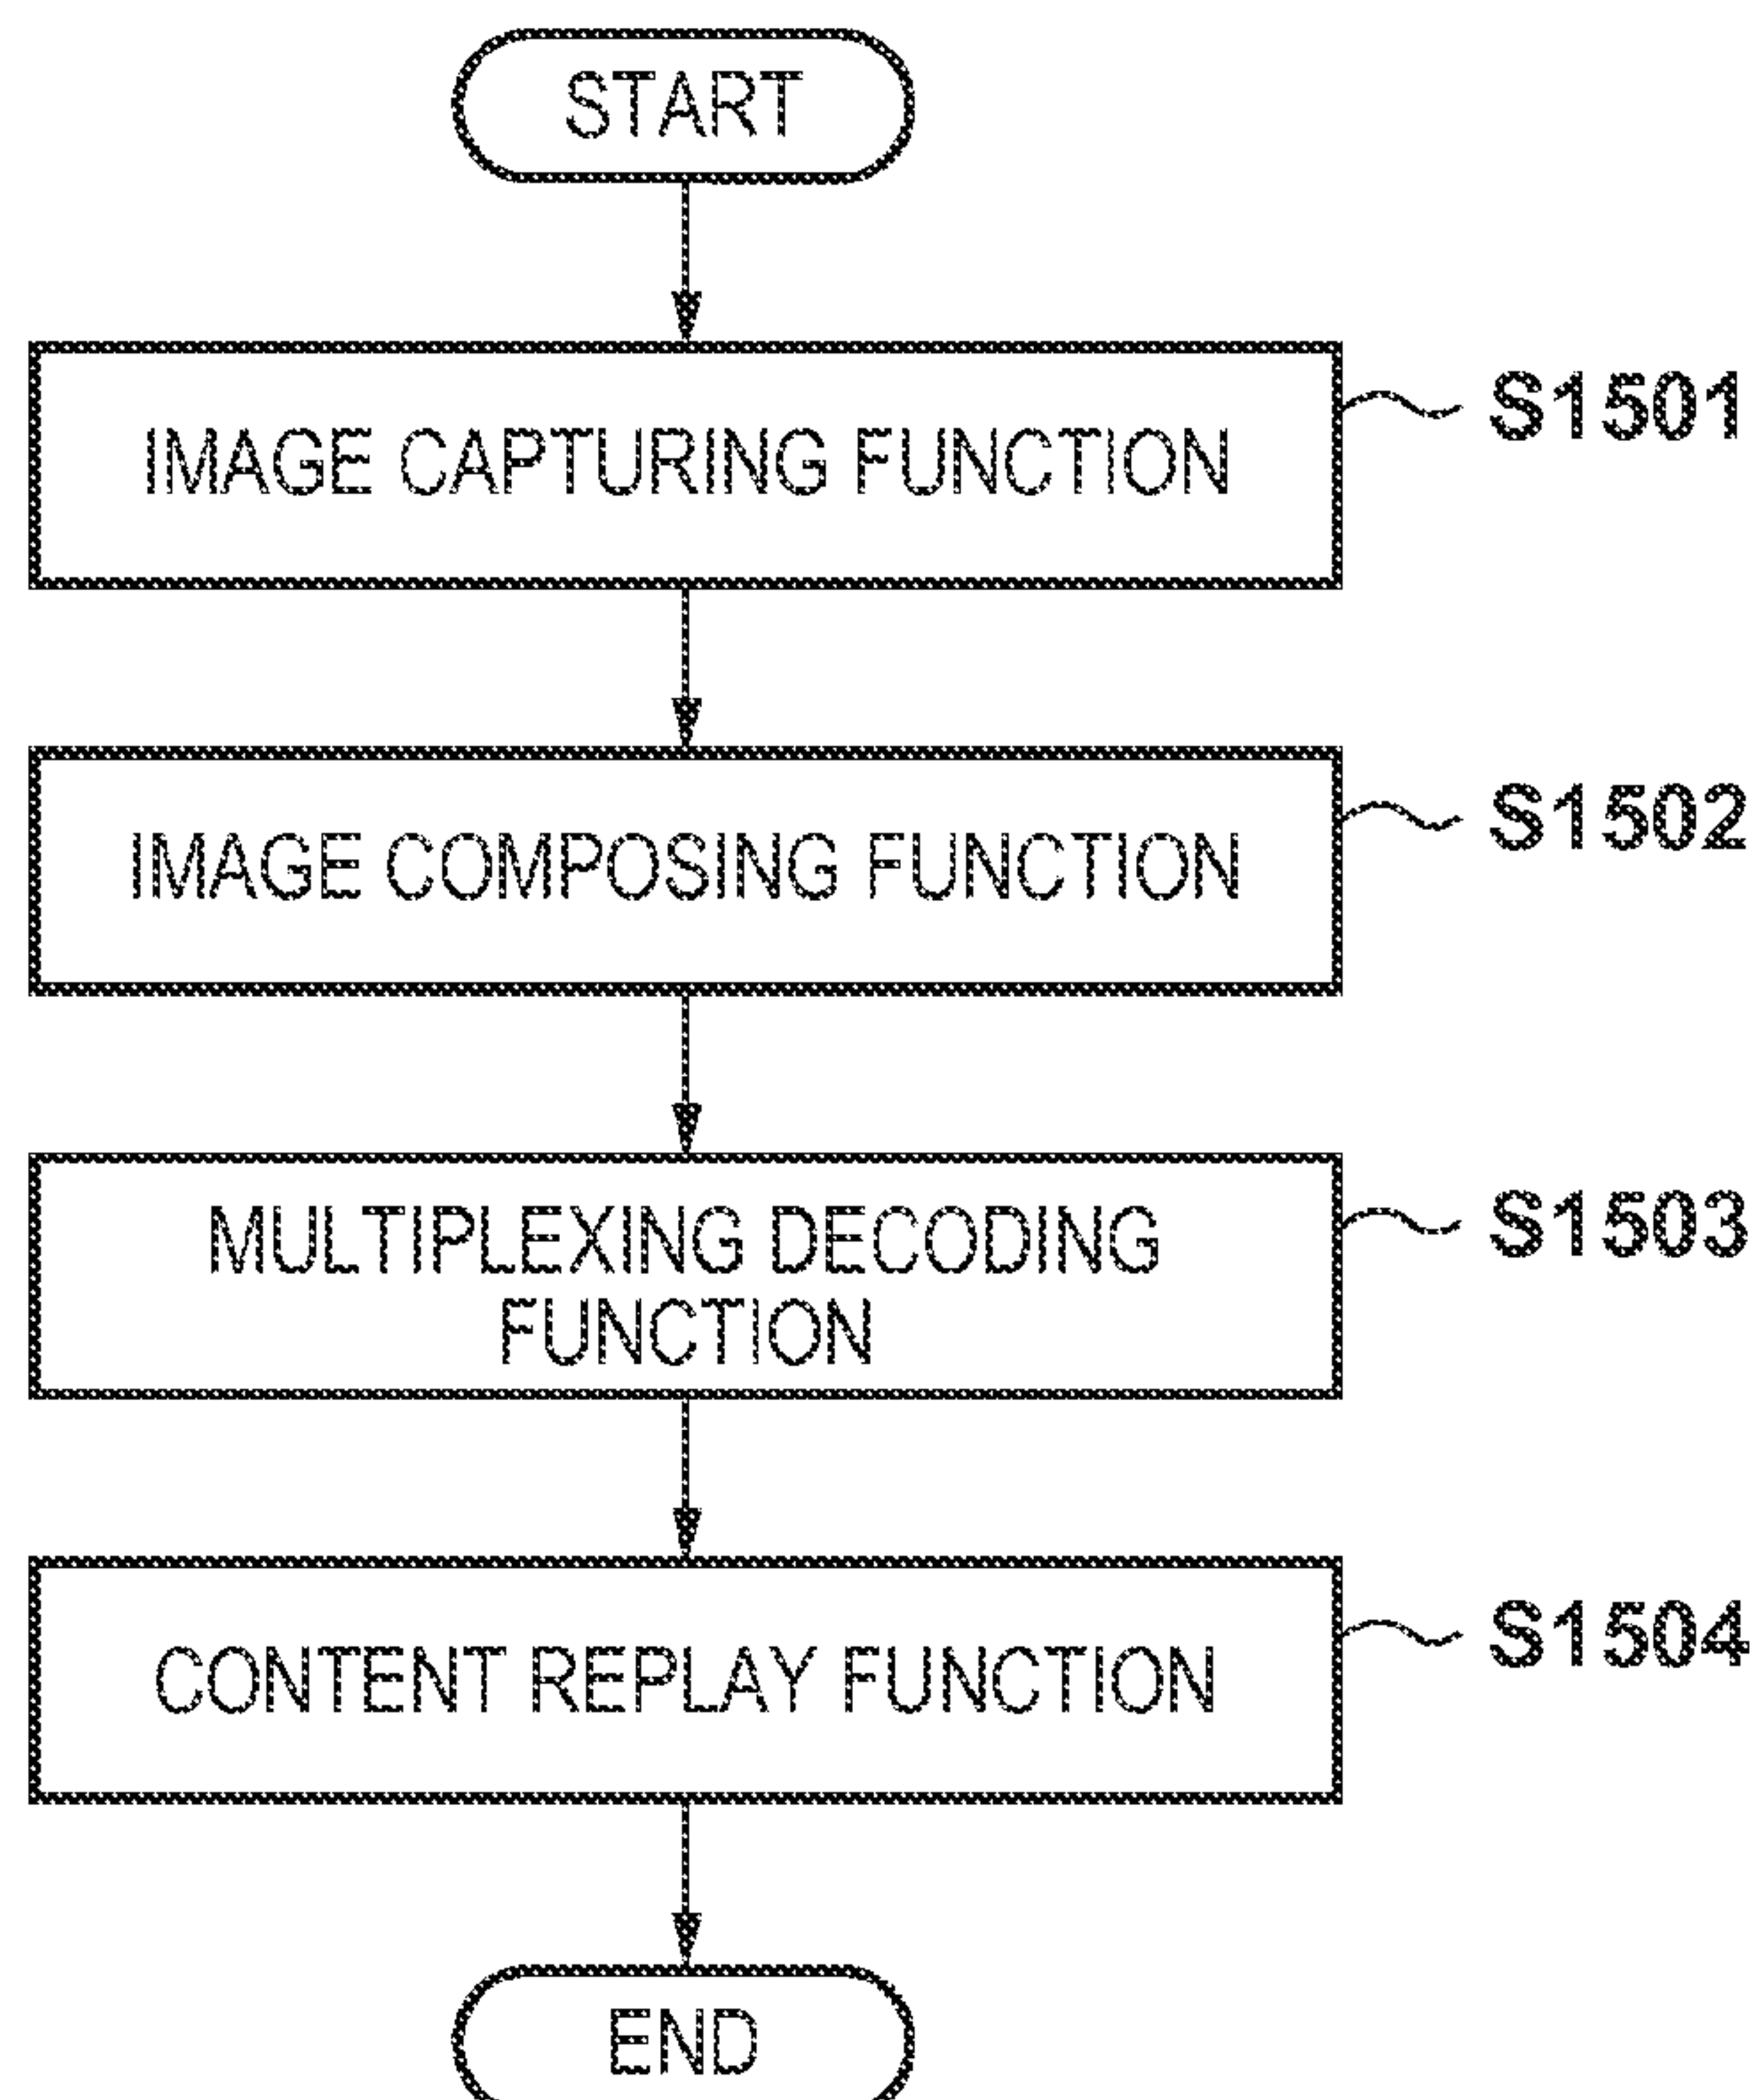 START
IMAGE CAPTURING FUNCTION
S1501
IMAGE COMPOSING FUNCTION
S1502
MULTIPLEXING DECODING
FUNCTION
S1503
CONTENT REPLAY FUNCTION
S1504
END